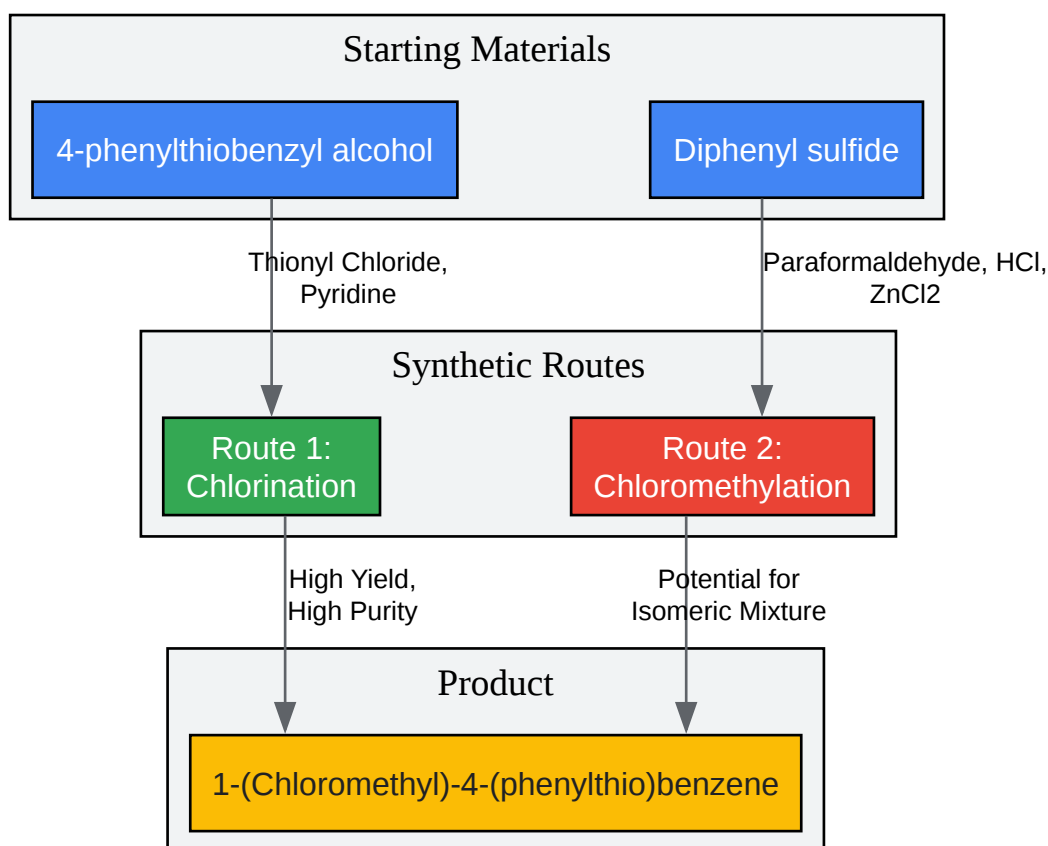 Starting Materials
4-phenylthiobenzyl alcohol
Diphenyl sulfide
Thionyl Chloride,
Pyridine
Paraformaldehyde, HCl,
ZnCl2
Synthetic Routes
Route 1:
Chlorination
Route 2:
Chloromethylation
High Yield,
High Purity
Potential for
Isomeric Mixture
Product
1-(Chloromethyl)-4-(phenylthio)benzene